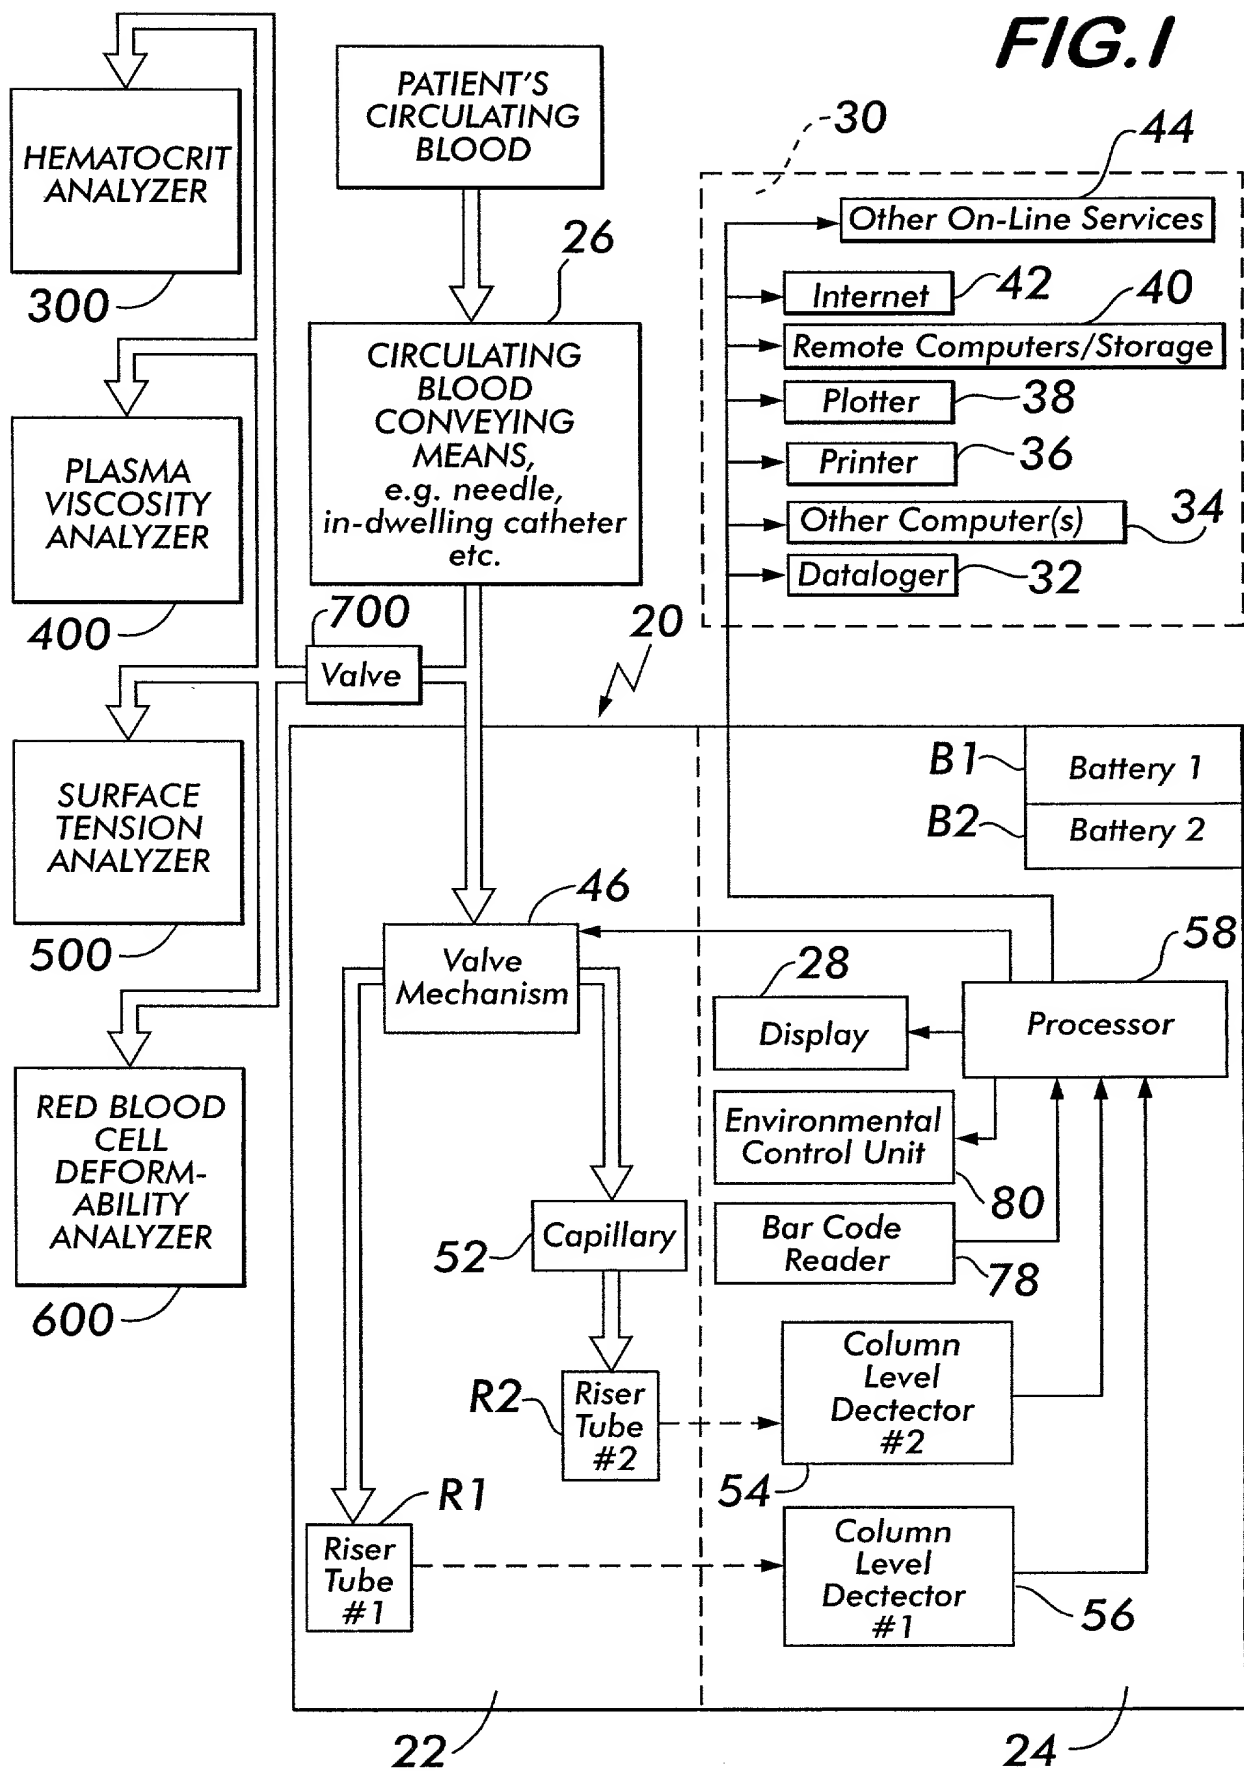 FIG. 1
PATIENT'S
CIRCULATING
BLOOD
HEMATOCRIT
ANALYZER
300
26
CIRCULATING
BLOOD
CONVEYING
MEANS,
e.g. needle,
in-dwelling catheter
etc.
30
44
Other On-Line Services
Internet
42
40
Remote Computers/Storage
Plotter
38
Printer
36
Other Computer(s)
34
Dataloger
32
PLASMA
VISCOSITY
ANALYZER
400
700
Valve
20
SURFACE
TENSION
ANALYZER
500
B1
Battery 1
B2
Battery 2
46
Valve
Mechanism
58
Processor
28
Display
Environmental
Control Unit
80
Bar Code
Reader
78
RED BLOOD
CELL
DEFORM-
ABILITY
ANALYZER
600
52
Capillary
R2
Riser
Tube
#2
Column
Level
Dectector
#2
54
R1
Riser
Tube
#1
Column
Level
Dectector
#1
56
22
24